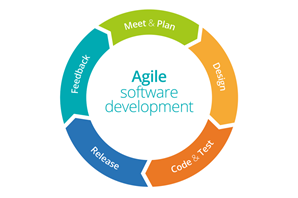 Meet & Plan
Design
Code & Test
Release
Feedback
Agile
software
development